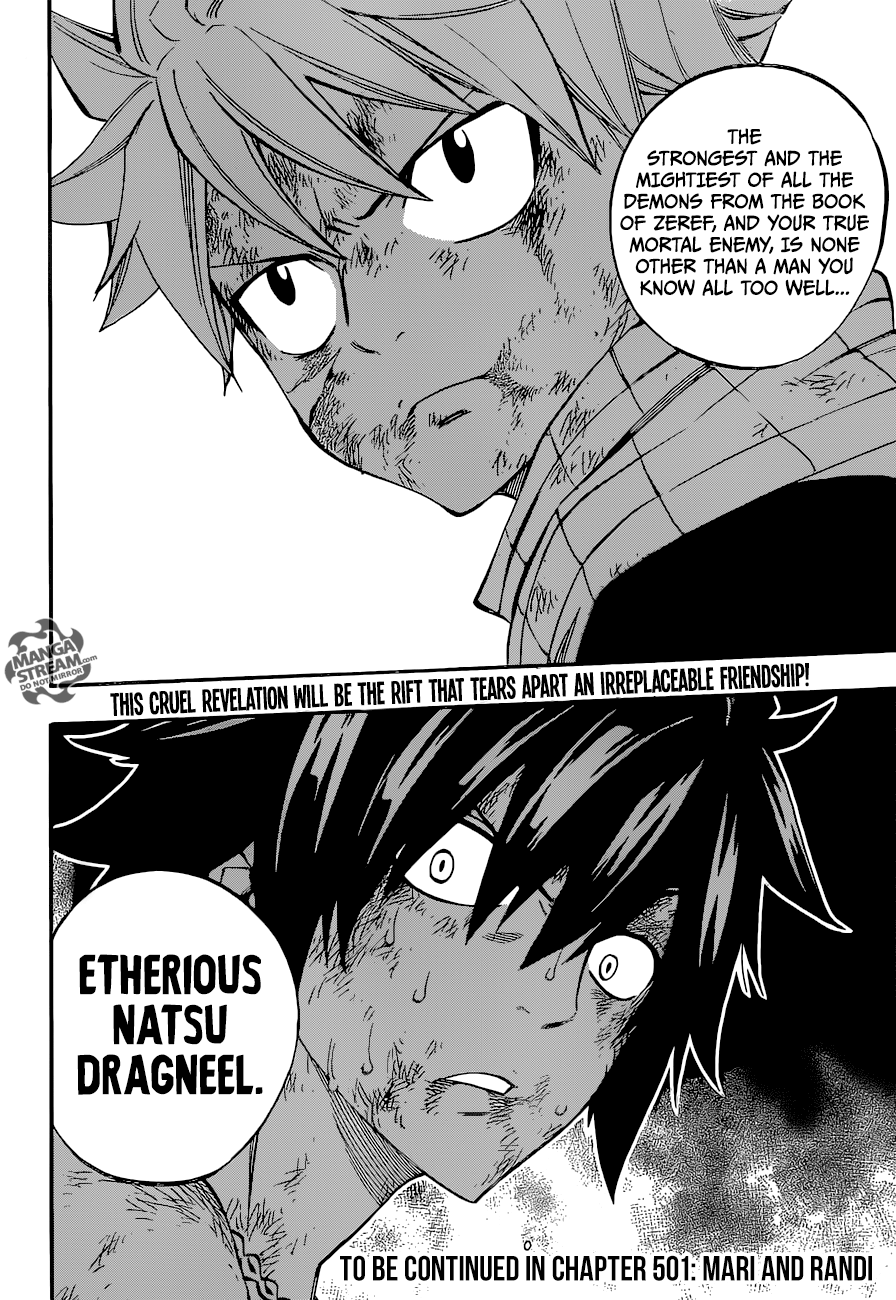 THE
STRONGEST AND THE
MIGHTIEST OF ALL THE
DEMONS FROM THE BOOK
OF ZEREF, AND YOUR TRUE
MORTAL ENEMY, IS NONE
OTHER THAN A MAN YOU
KNOW ALL TOO WELL...
MANGA
STREAM.com
DO NOT MIRROR
THIS CRUEL REVELATION WILL BE THE RIFT THAT TEARS APART AN IRREPLACEABLE FRIENDSHIP!
ETHERIOUS
NATSU
DRAGNEEL.
TO BE CONTINUED IN CHAPTER 501: MARI AND RANDI